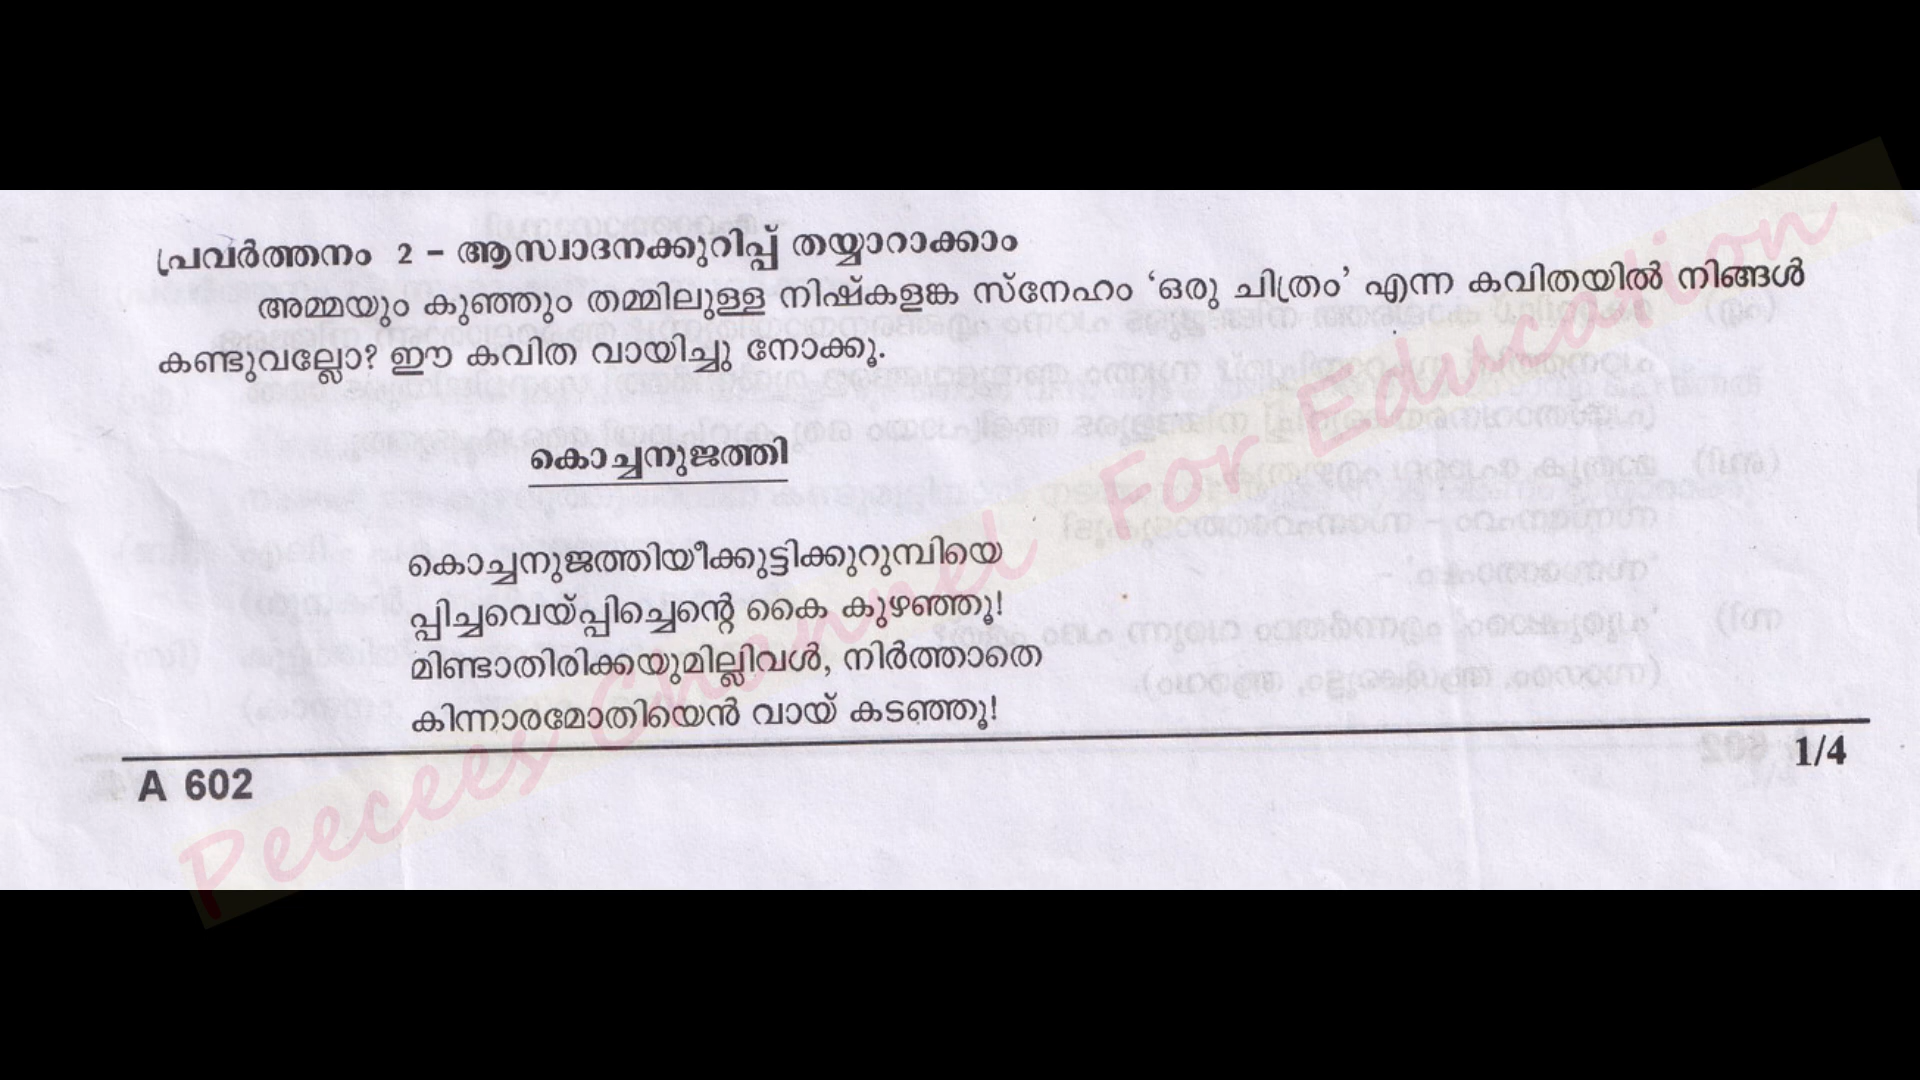 പ്രവർത്തനം 2 – ആസ്വാദനക്കുറിപ്പ് തയ്യാറാക്കാം
അമ്മയും കുഞ്ഞും തമ്മിലുള്ള നിഷ്കളങ്ക സ്നേഹം ‘ഒരു ചിത്രം’ എന്ന കവിതയിൽ നിങ്ങൾ
കണ്ടുവല്ലോ? ഈ കവിത വായിച്ചു നോക്കൂ.
കൊച്ചനുജത്തി
കൊച്ചനുജത്തിയീക്കുട്ടിക്കുറുമ്പിയെ
പ്പിച്ചവെയ്പ്പിച്ചെന്റെ കൈ കുഴഞ്ഞൂ!
മിണ്ടാതിരിക്കയുമില്ലിവൾ, നിർത്താതെ
കിന്നാരമോതിയെൻ വായ് കടഞ്ഞൂ!
A 602
1/4
Peecees Channel For Education